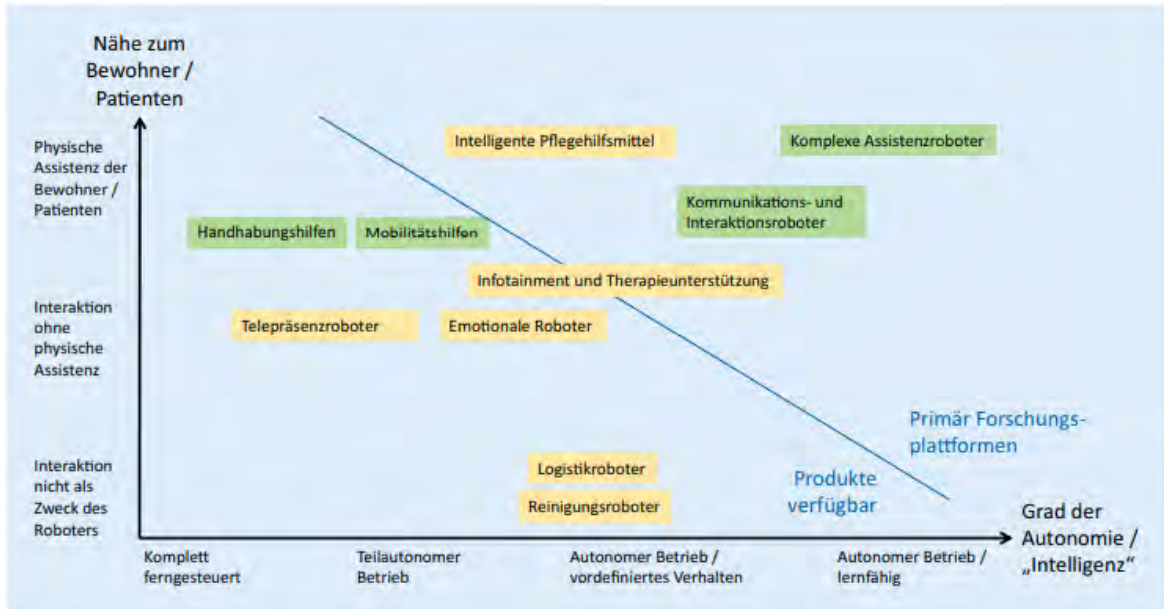 Nähe zum
Bewohner /
Patienten
Physische
Assistenz der
Bewohner /
Patienten
Intelligente Pflegehilfsmittel
Komplexe Assistenzroboter
Kommunikations- und
Interaktionsroboter
Handhabungshilfen
Mobilitätshilfen
Infotainment und Therapieunterstützung
Interaktion
ohne
physische
Assistenz
Telepräsenzroboter
Emotionale Roboter
Primär Forschungs-
plattformen
Interaktion
nicht als
Zweck des
Roboters
Logistikroboter
Reinigungsroboter
Produkte
verfügbar
Grad der
Autonomie /
„Intelligenz“
Komplett
ferngesteuert
Teilautonomer
Betrieb
Autonomer Betrieb /
vordefiniertes Verhalten
Autonomer Betrieb /
lernfähig